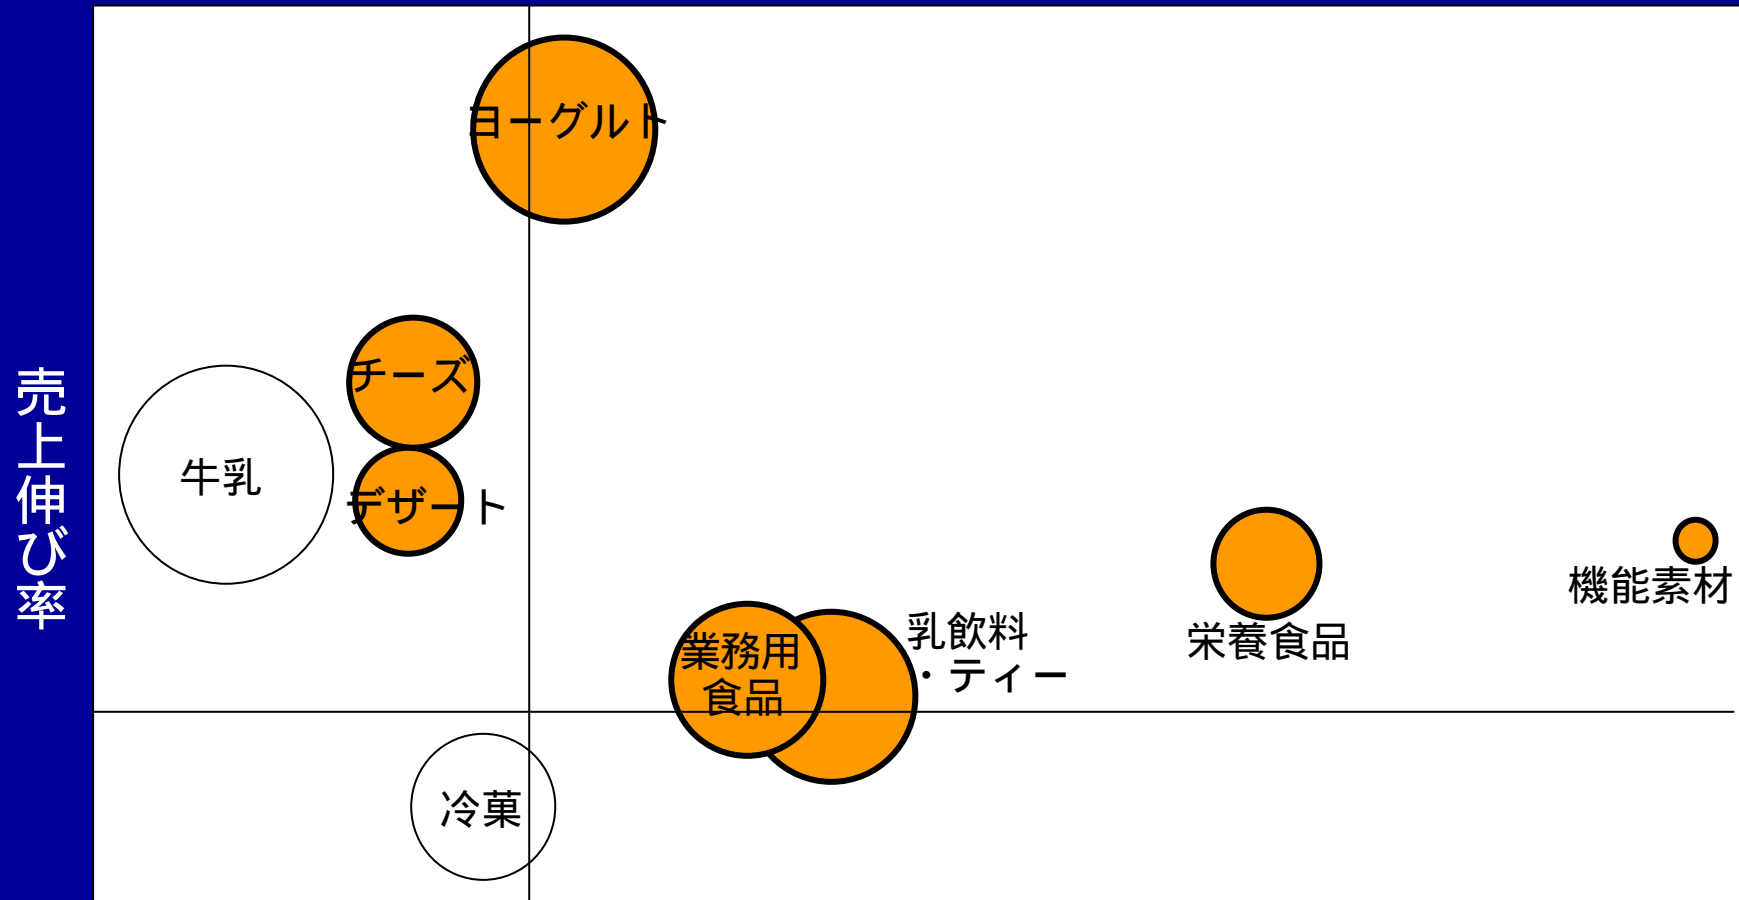 売上伸び率
ヨーグルト
チーズ
牛乳
デザート
機能素材
乳飲料
・ティー
栄養食品
業務用
食品
冷菓